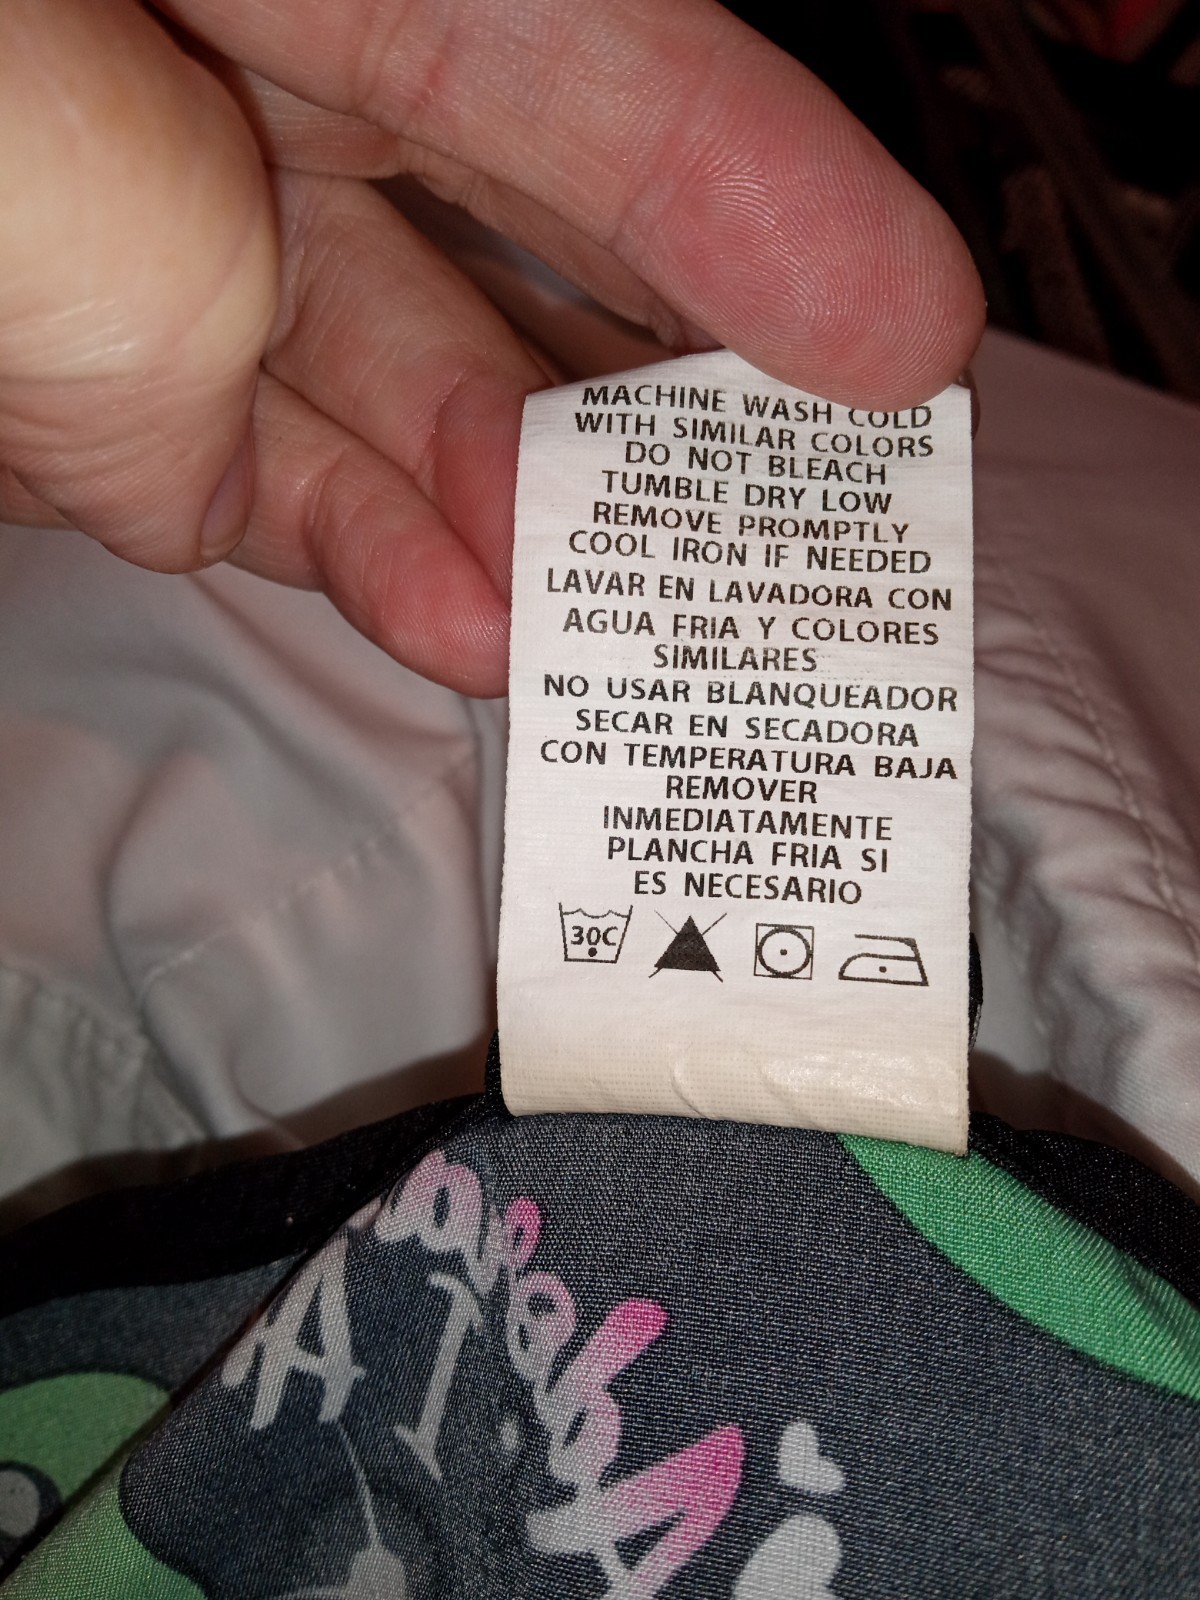 MACHINE WASH COLD
WITH SIMILAR COLORS
DO NOT BLEACH
TUMBLE DRY LOW
REMOVE PROMPTLY
COOL IRON IF NEEDED
LAVAR EN LAVADORA CON
AGUA FRIA Y COLORES
SIMILARES
NO USAR BLANQUEADOR
SECAR EN SECADORA
CON TEMPERATURA BAJA
REMOVER
INMEDIATAMENTE
PLANCHA FRIA SI
ES NECESARIO
30C